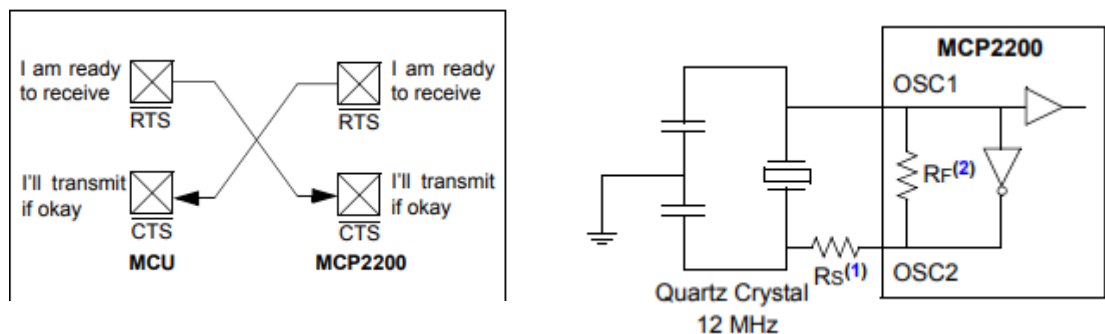 I am ready
to receive
RTS
I am ready
to receive
RTS
I'll transmit
if okay
CTS
I'll transmit
if okay
CTS
MCU
MCP2200
MCP2200
OSC1
RF(2)
RS(1)
OSC2
Quartz Crystal
12 MHz